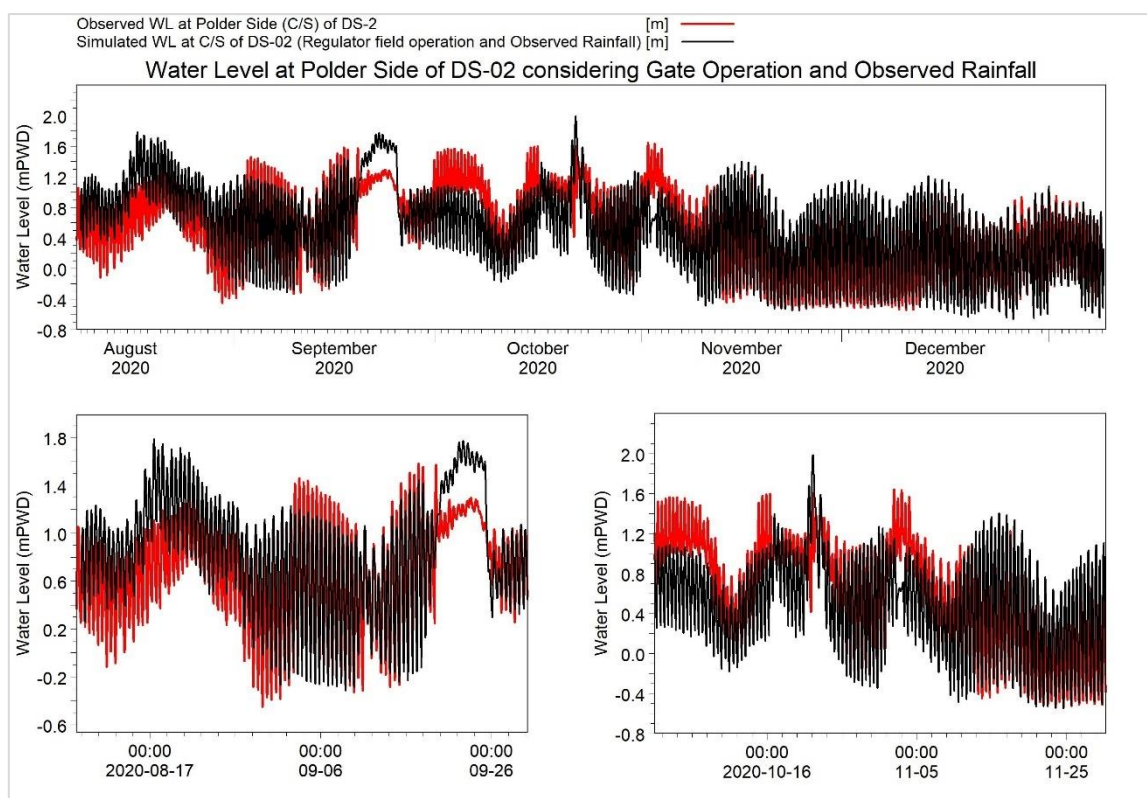 Observed WL at Polder Side (C/S) of DS-2 [m]
Simulated WL at C/S of DS-02 (Regulator field operation and Observed Rainfall) [m]
Water Level at Polder Side of DS-02 considering Gate Operation and Observed Rainfall
Water Level (mPWD)
2.0
1.6
1.2
0.8
0.4
0.0
-0.4
-0.8
August September October November December
2020 2020 2020 2020 2020
Water Level (mPWD)
1.8
1.4
1.0
0.6
0.2
-0.2
-0.6
00:00 00:00 00:00
2020-08-17 09-06 09-26
Water Level (mPWD)
2.0
1.6
1.2
0.8
0.4
0.0
-0.4
-0.8
00:00 00:00 00:00
2020-10-16 11-05 11-25